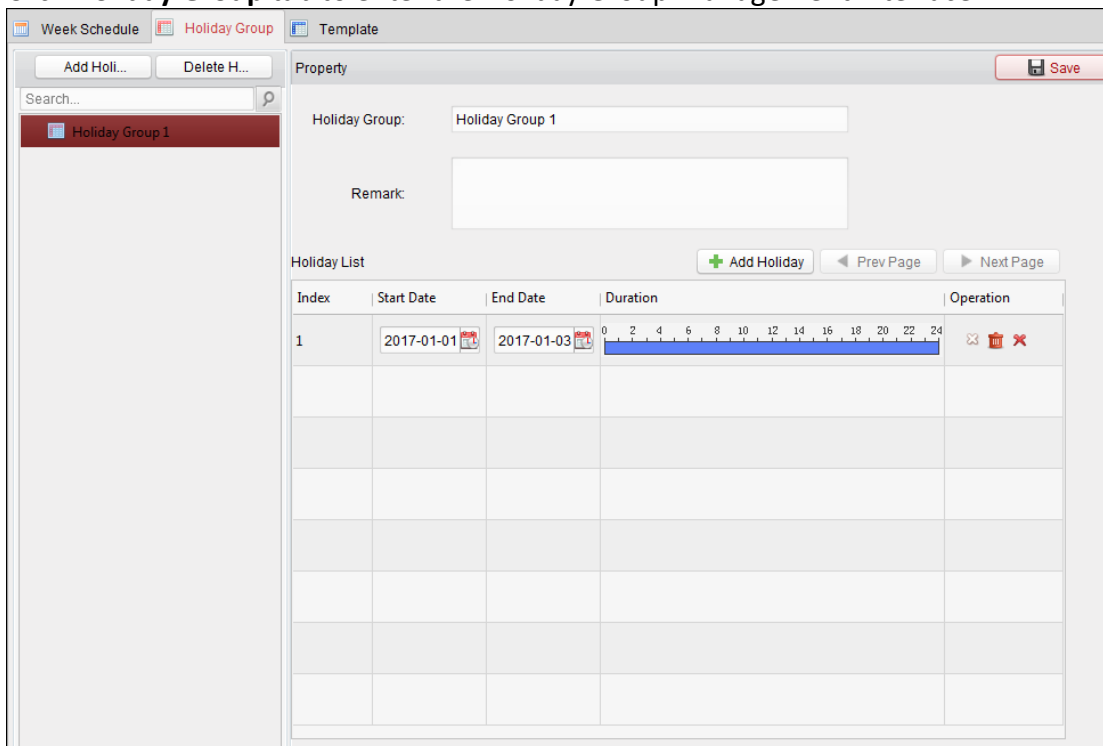 Week Schedule Holiday Group Template
Add Holi... Delete H... Property Save
Search...
Holiday Group 1
Holiday Group: Holiday Group 1
Remark:
Holiday List Add Holiday Prev Page Next Page
Index Start Date End Date Duration Operation
1 2017-01-01 2017-01-03 0 2 4 6 8 10 12 14 16 18 20 22 24